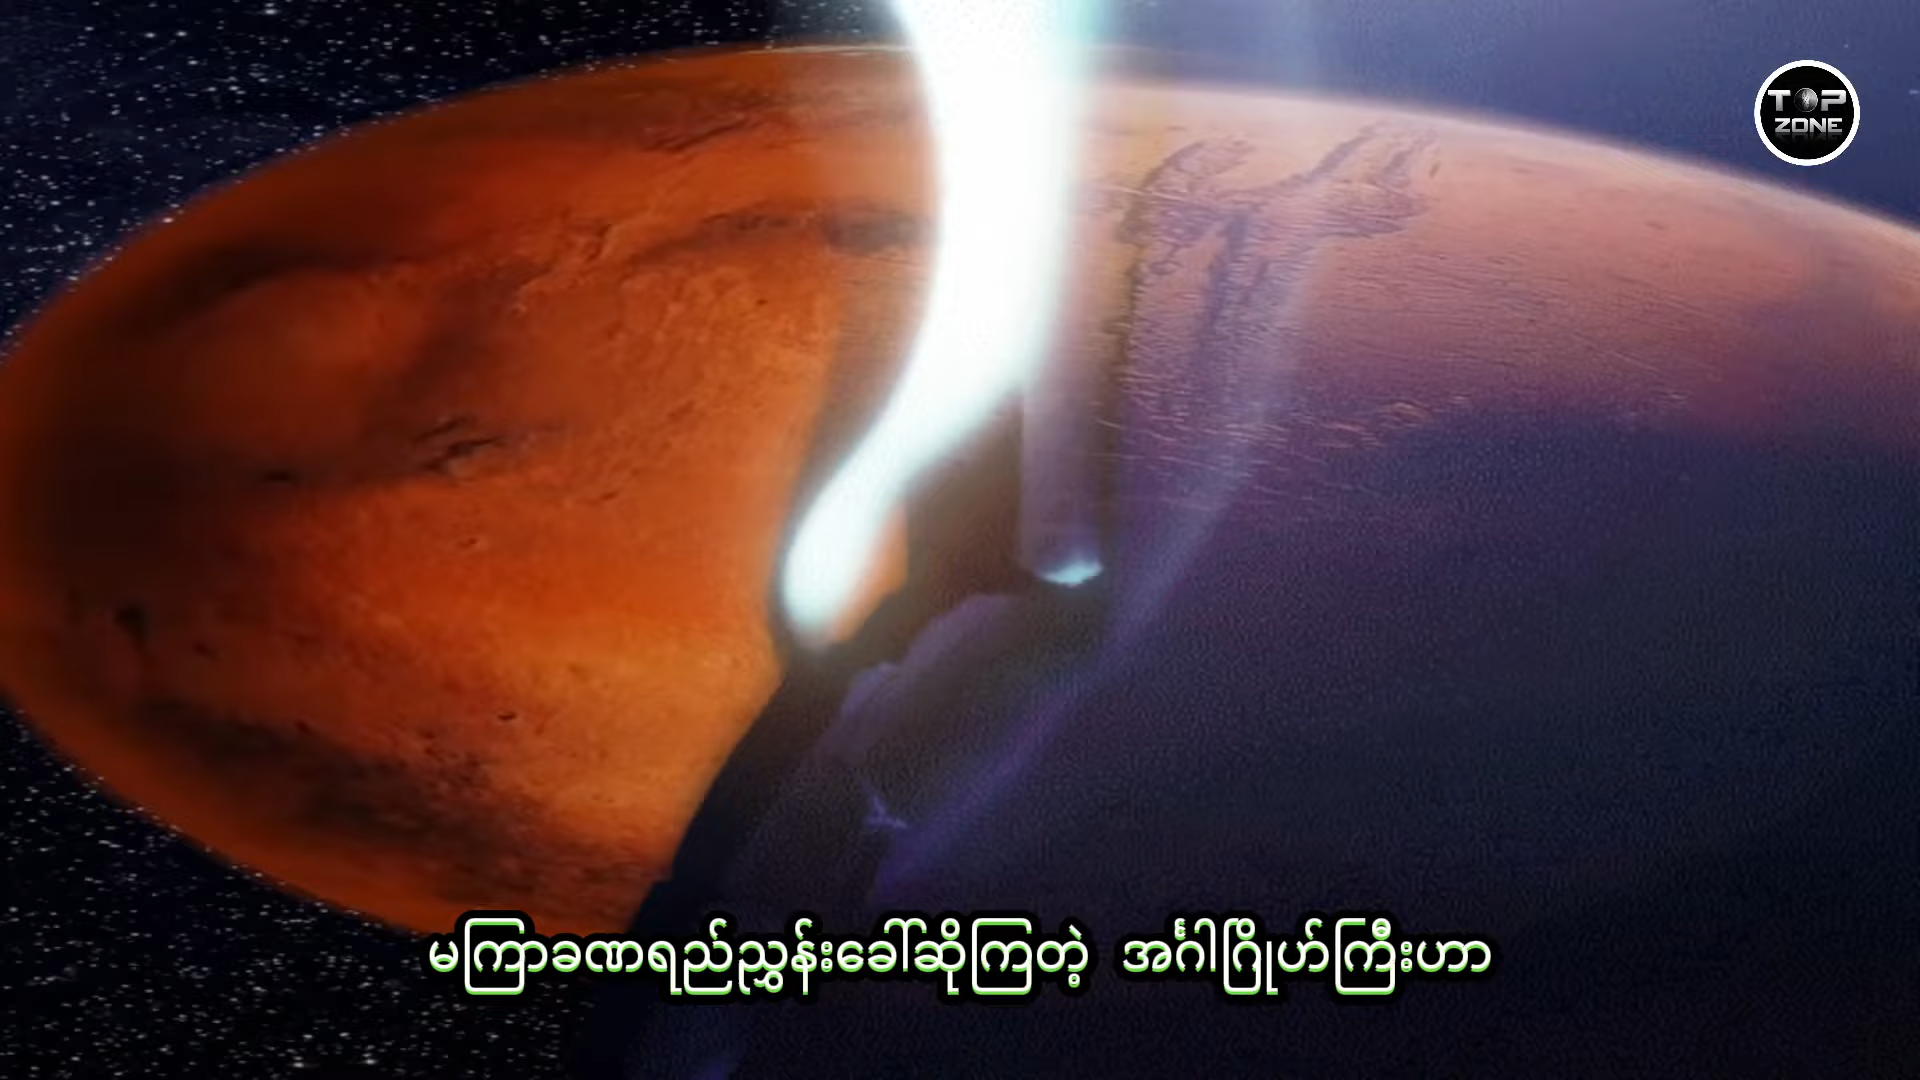 TOP
ZONE
မကြာခဏရည်ညွှန်းခေါ်ဆိုကြတဲ့ အင်္ဂါဂြိုဟ်ကြီးဟာ